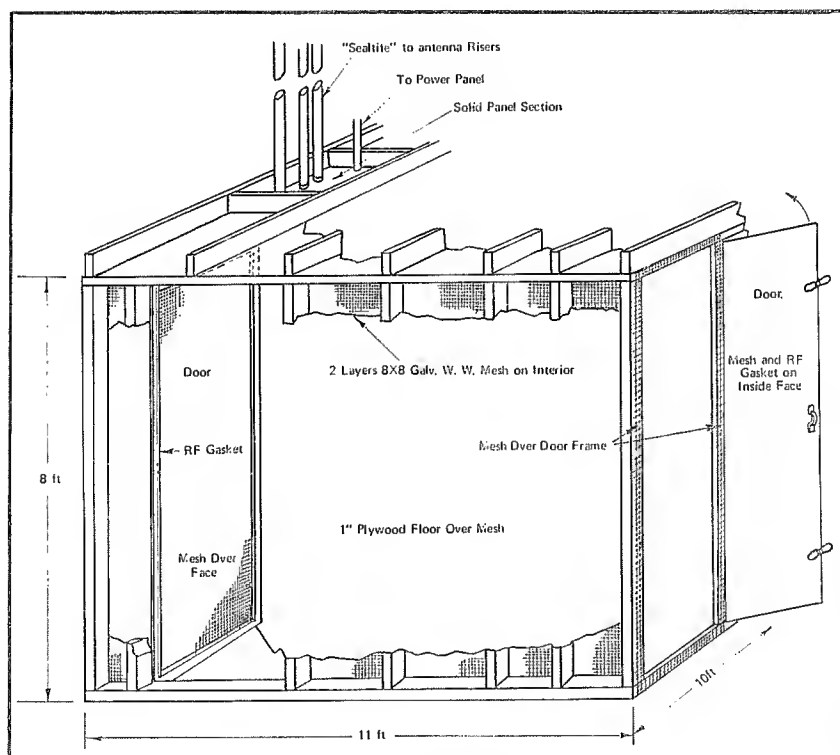 "Sealtite" to antenna Risers
To Power Panel
Solid Panel Section
Door
2 Layers 8X8 Galv. W. W. Mesh on Interior
RF Gasket
Mesh Over Door Frame
Door
Mesh and RF
Gasket on
Inside Face
8 ft
1" Plywood Floor Over Mesh
Mesh Over
Face
10ft
11 ft